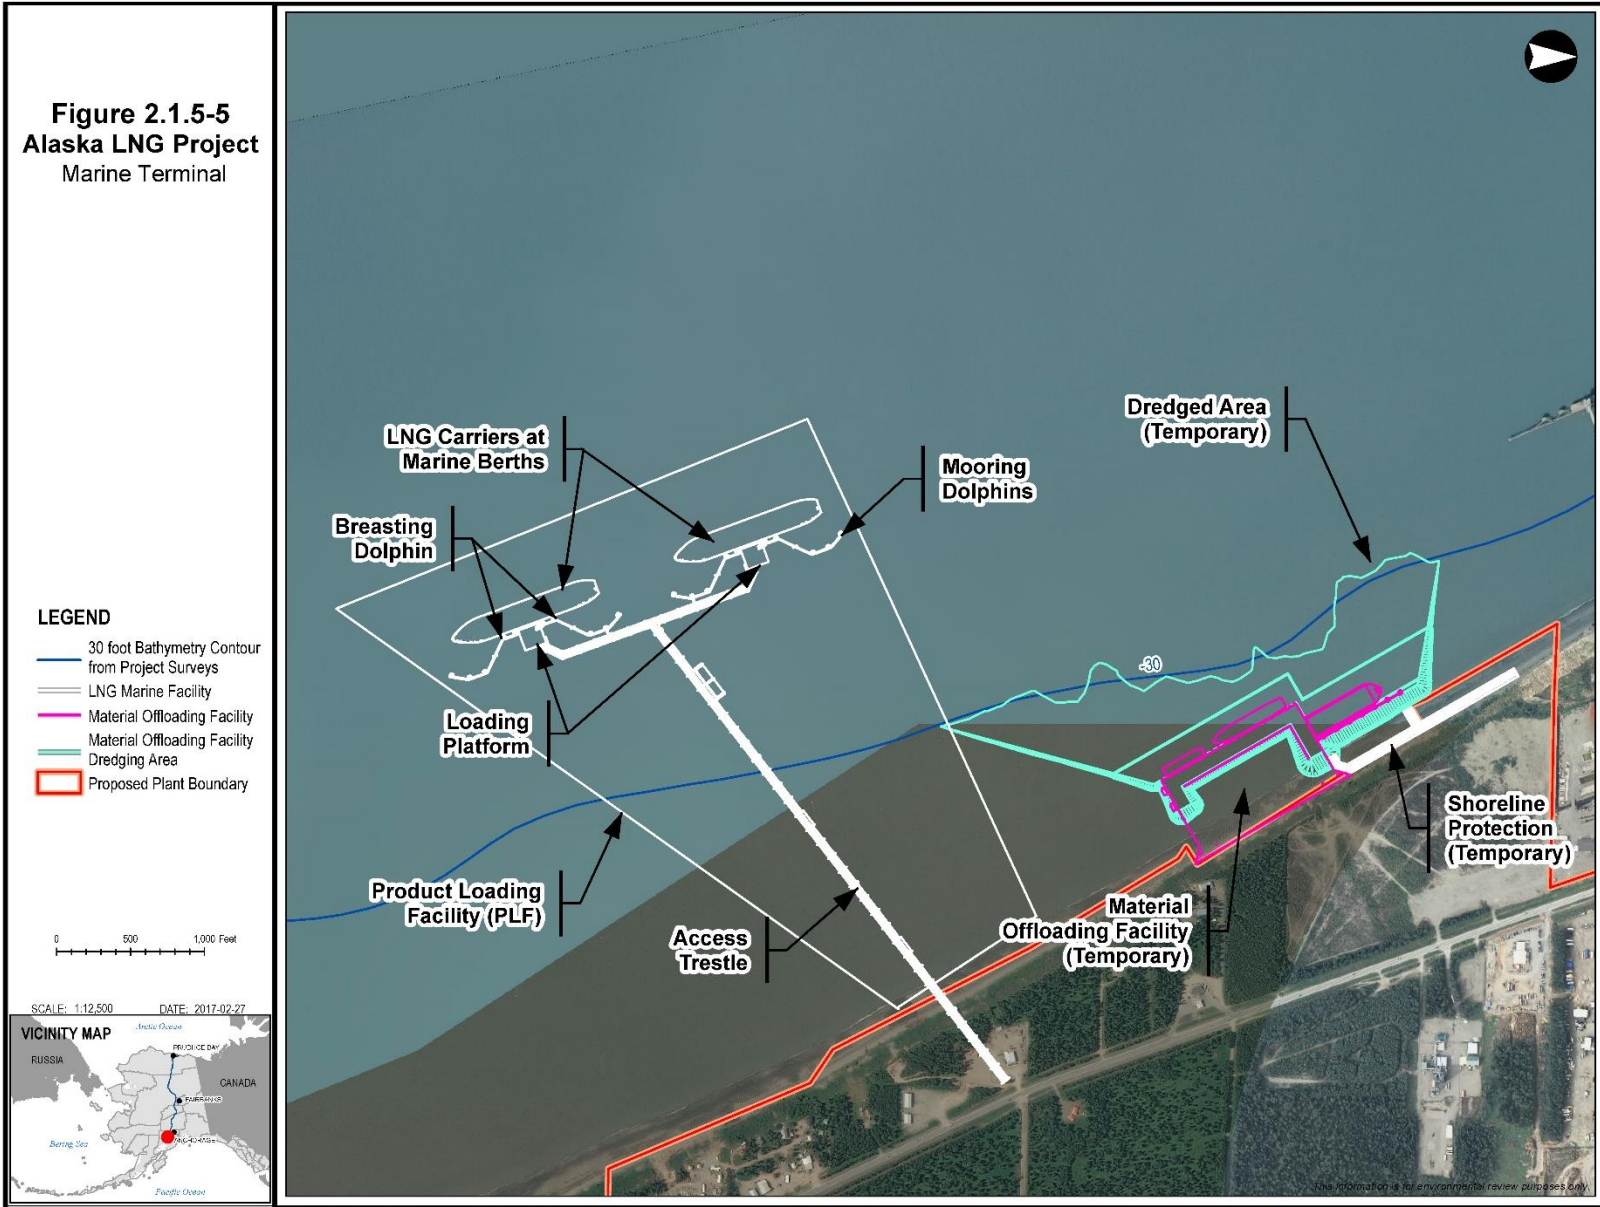 Figure 2.1.5-5
Alaska LNG Project
Marine Terminal
LEGEND
30 foot Bathymetry Contour
from Project Surveys
LNG Marine Facility
Material Offloading Facility
Material Offloading Facility
Dredging Area
Proposed Plant Boundary
0 500 1,000 Feet
SCALE: 1:12,500 DATE: 2017-02-27
VICINITY MAP
Arctic Ocean
RUSSIA
PRUDHOE BAY
CANADA
FAIRBANKS
Bering Sea
ANCHORAGE
Pacific Ocean
LNG Carriers at
Marine Berths
Breasting
Dolphin
Mooring
Dolphins
Dredged Area
(Temporary)
-30
Loading
Platform
Product Loading
Facility (PLF)
Access
Trestle
Material
Offloading Facility
(Temporary)
Shoreline
Protection
(Temporary)
This information is for environmental review purposes only.